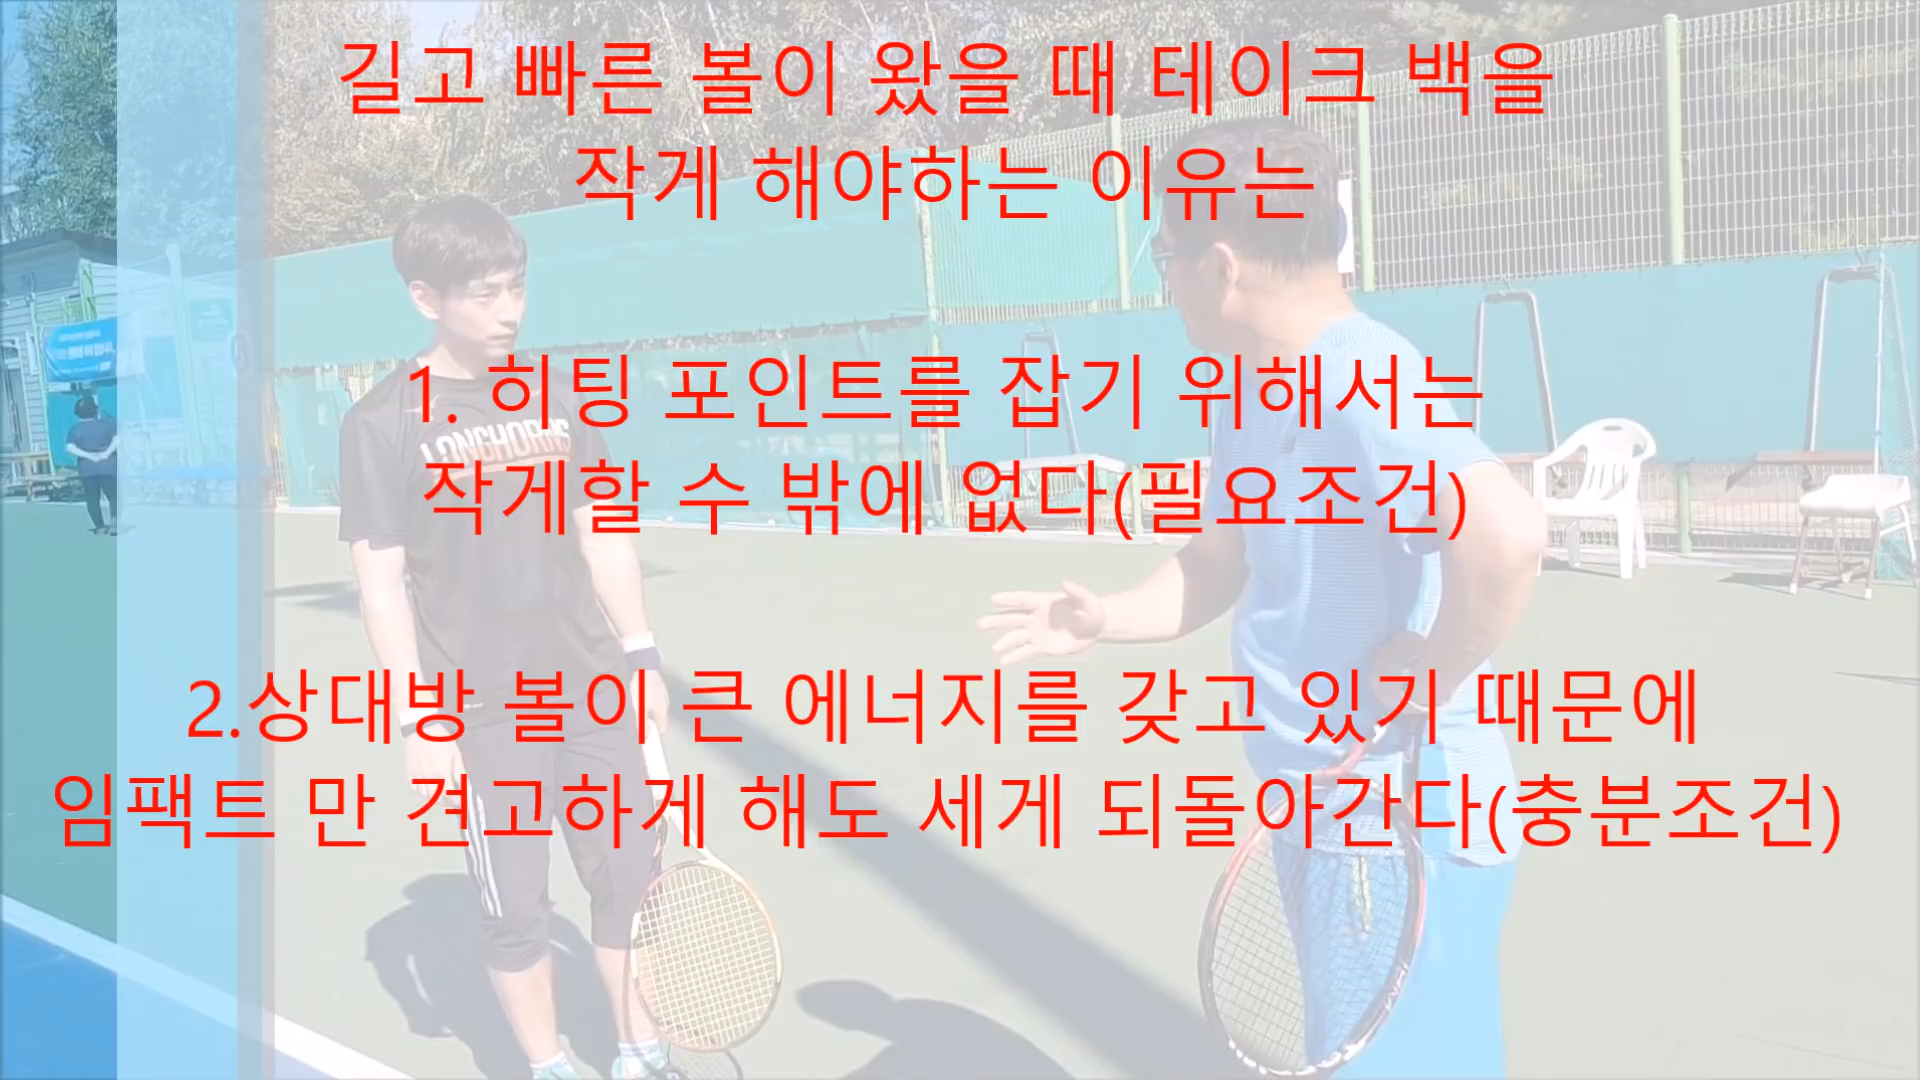 길고 빠른 볼이 왔을 때 테이크 백을
작게 해야하는 이유는
1. 히팅 포인트를 잡기 위해서는
작게할 수 밖에 없다(필요조건)
2.상대방 볼이 큰 에너지를 갖고 있기 때문에
임팩트 만 견고하게 해도 세게 되돌아간다(충분조건)
LONGHORNS